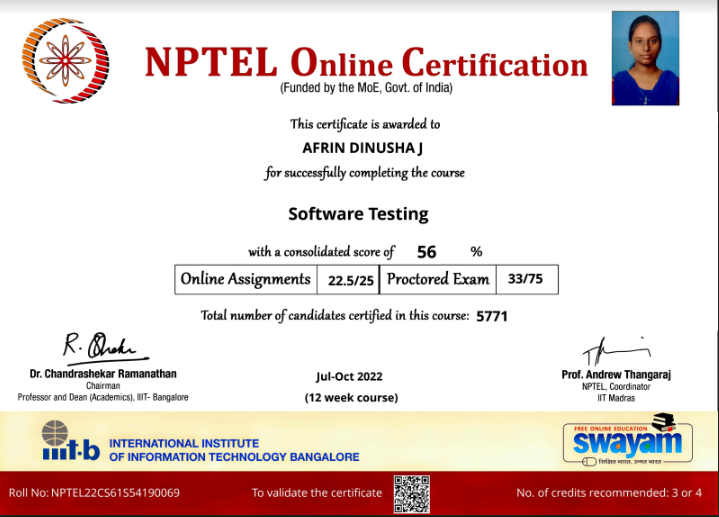 NPTEL Online Certification
(Funded by the MoE, Govt. of India)
This certificate is awarded to
AFRIN DINUSHA J
for successfully completing the course
Software Testing
with a consolidated score of 56 %
Online Assignments 22.5/25 Proctored Exam 33/75
Total number of candidates certified in this course: 5771
Dr. Chandrashekar Ramanathan
Chairman
Professor and Dean (Academics), IIIT- Bangalore
Jul-Oct 2022
(12 week course)
Prof. Andrew Thangaraj
NPTEL, Coordinator
IIT Madras
iiit-b
INTERNATIONAL INSTITUTE
OF INFORMATION TECHNOLOGY BANGALORE
FREE ONLINE EDUCATION
swayam
शिक्षित भारत, उन्नत भारत
Roll No: NPTEL22CS61S54190069
To validate the certificate
No. of credits recommended: 3 or 4